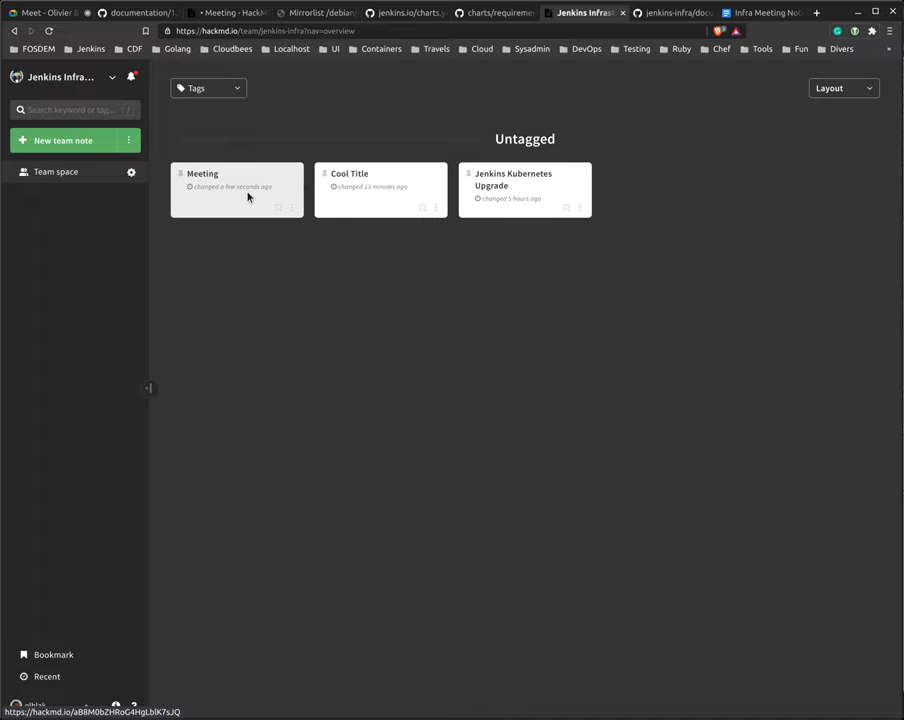 Meet - Olivier &
documentation/1
• Meeting - HackM
Mirrorlist /debian/
jenkins.io/charts.y
charts/requireme
Jenkins Infrast
jenkins-infra/docu
Infra Meeting Not
https://hackmd.io/team/jenkins-infra?nav=overview
FOSDEM
Jenkins
CDF
Golang
Cloudbees
Localhost
UI
Containers
Travels
Cloud
Sysadmin
DevOps
Testing
Ruby
Chef
Tools
Fun
Divers
»
Jenkins Infra...
Tags
Layout
Search keyword or tag...
/
New team note
Team space
Untagged
Meeting
changed a few seconds ago
Cool Title
changed 13 minutes ago
Jenkins Kubernetes
Upgrade
changed 5 hours ago
Bookmark
Recent
olblak
https://hackmd.io/aB8M0bZHRoG4HgLblK7sJQ